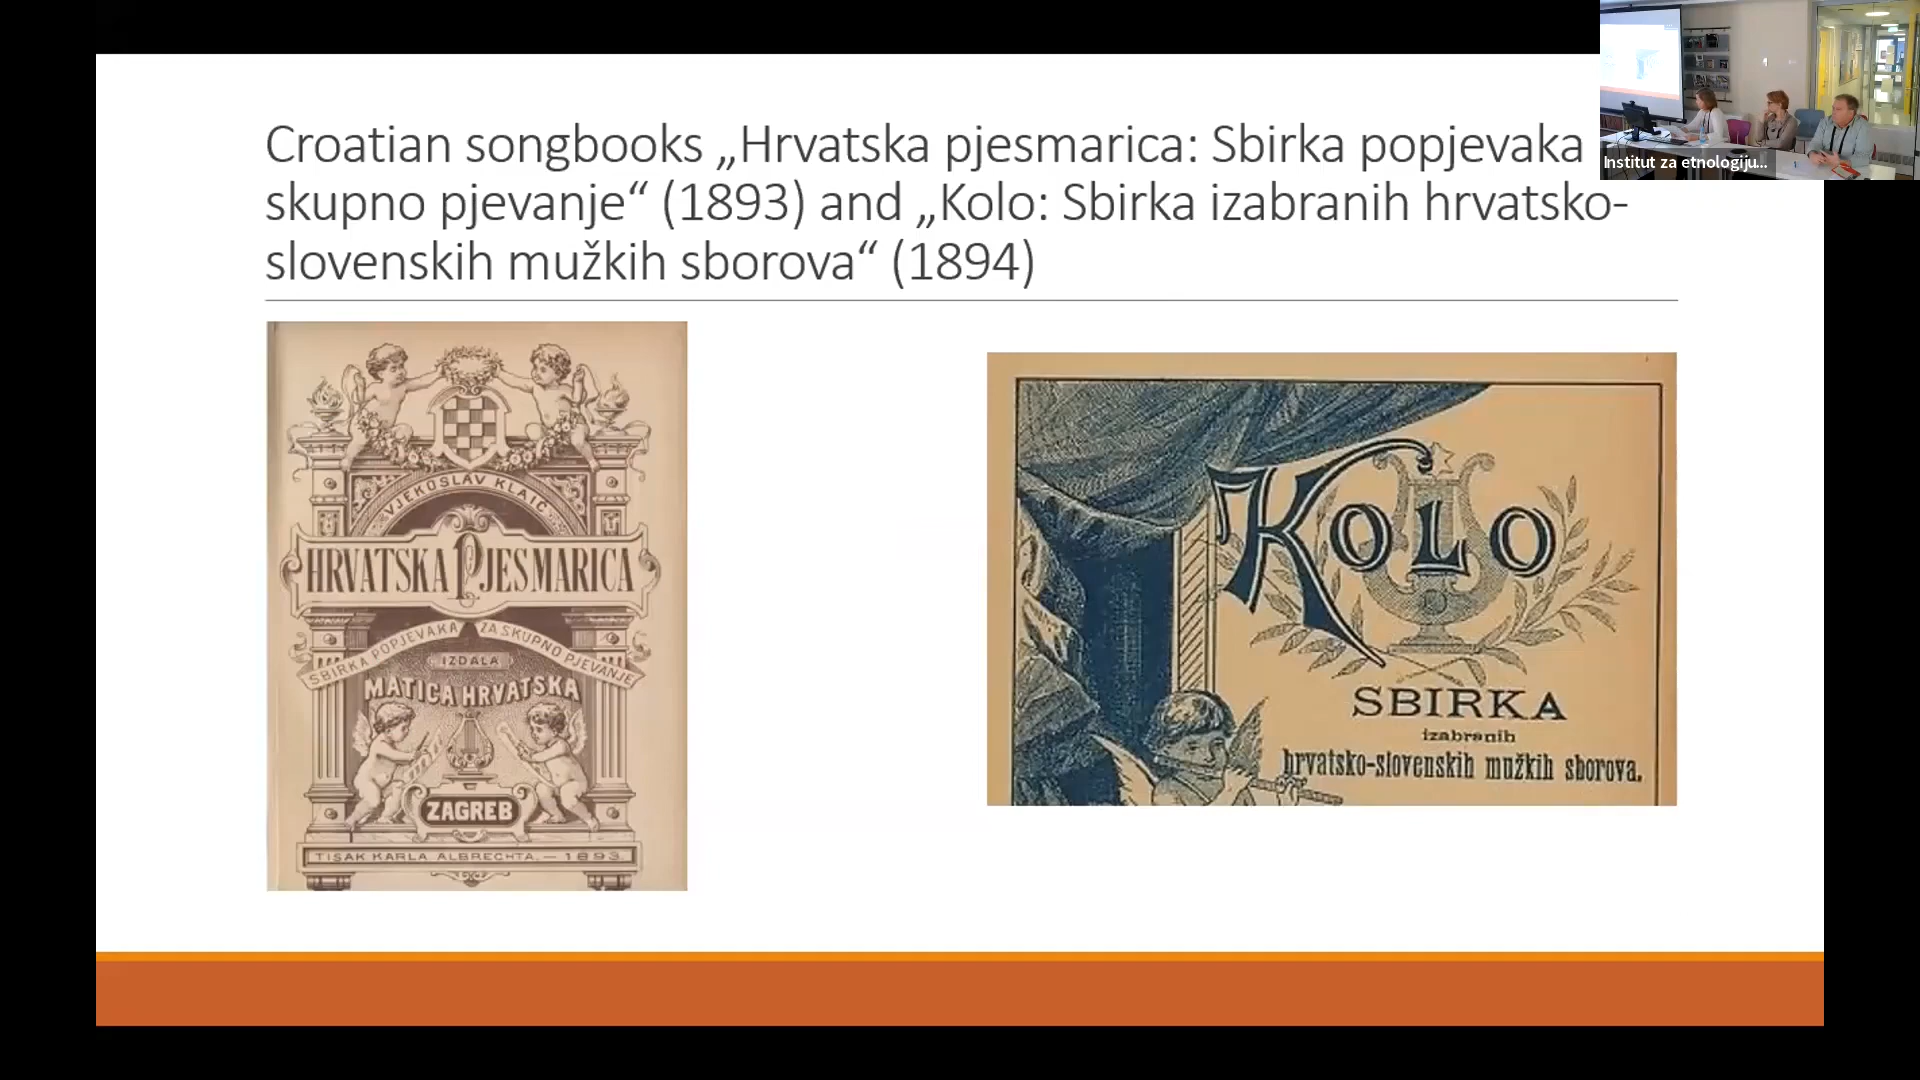 Croatian songbooks „Hrvatska pjesmarica: Sbirka popjevaka
skupno pjevanje“ (1893) and „Kolo: Sbirka izabranih hrvatsko-
slovenskih mužkih sborova“ (1894)
Institut za etnologiju...
VJEKOSLAV KLAIĆ
HRVATSKA PJESMARICA
SBIRKA POPJEVAKA ZA SKUPNO PJEVANJE
IZDALA
MATICA HRVATSKA
ZAGREB
TISAK KARLA ALBRECHTA. — 1893.
KOLO
SBIRKA
izabranih
hrvatsko-slovenskih mužkih sborova.